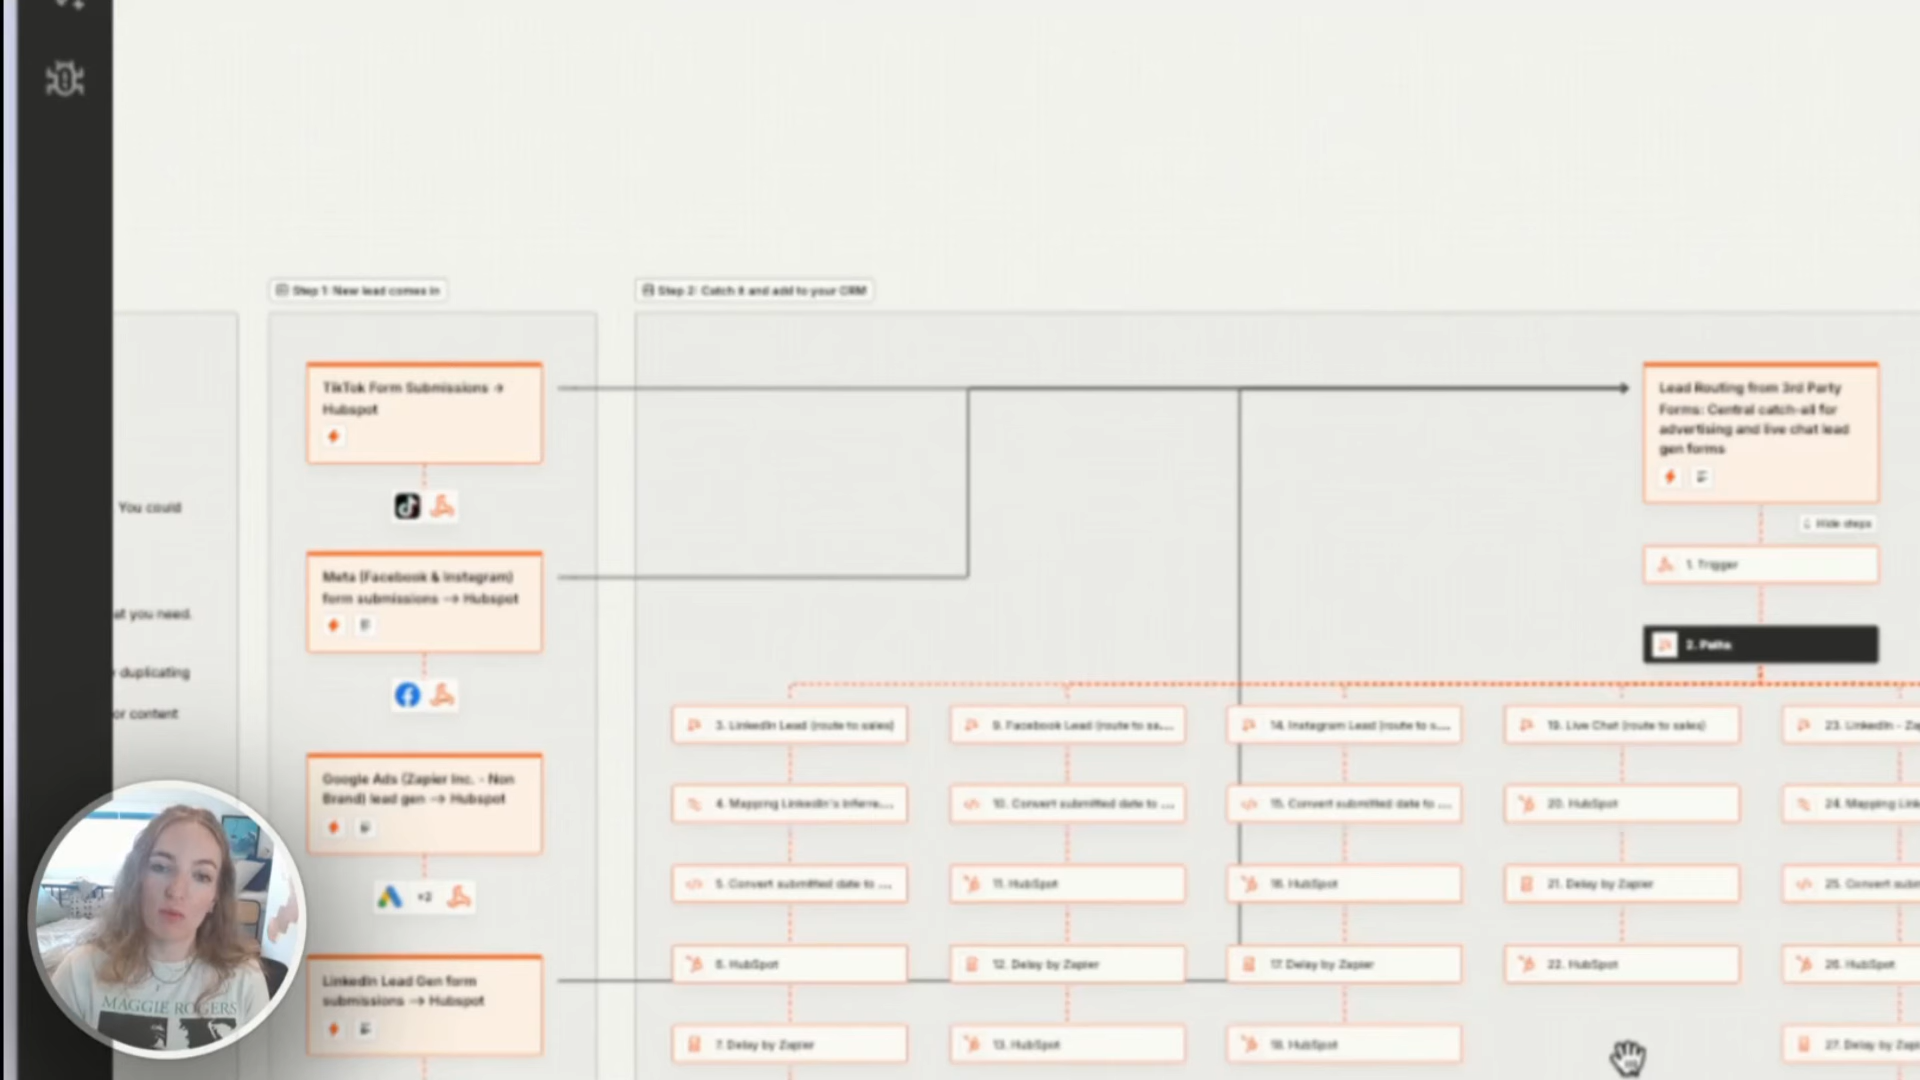 Step 1: New lead comes in
Step 2: Catch it and add to your CRM
You could
at you need.
duplicating
or content
TikTok Form Submissions →
Hubspot
Meta (Facebook & Instagram)
form submissions —> Hubspot
Google Ads (Zapier Inc. - Non
Brand) lead gen —> Hubspot
+2
LinkedIn Lead Gen form
submissions —> Hubspot
Lead Routing from 3rd Party
Forms: Central catch-all for
advertising and live chat lead
gen forms
Hide steps
1. Trigger
2. Paths
3. LinkedIn Lead (route to sales)
9. Facebook Lead (route to sa...
14. Instagram Lead (route to s...
19. Live Chat (route to sales)
23. LinkedIn - Za
4. Mapping LinkedIn's Inferre...
10. Convert submitted date to ...
15. Convert submitted date to ...
20. HubSpot
24. Mapping Link
5. Convert submitted date to ...
11. HubSpot
16. HubSpot
21. Delay by Zapier
25. Convert subm
6. HubSpot
12. Delay by Zapier
17. Delay by Zapier
22. HubSpot
26. HubSpot
7. Delay by Zapier
13. HubSpot
18. HubSpot
27. Delay by Zapi
MAGGIE ROGERS